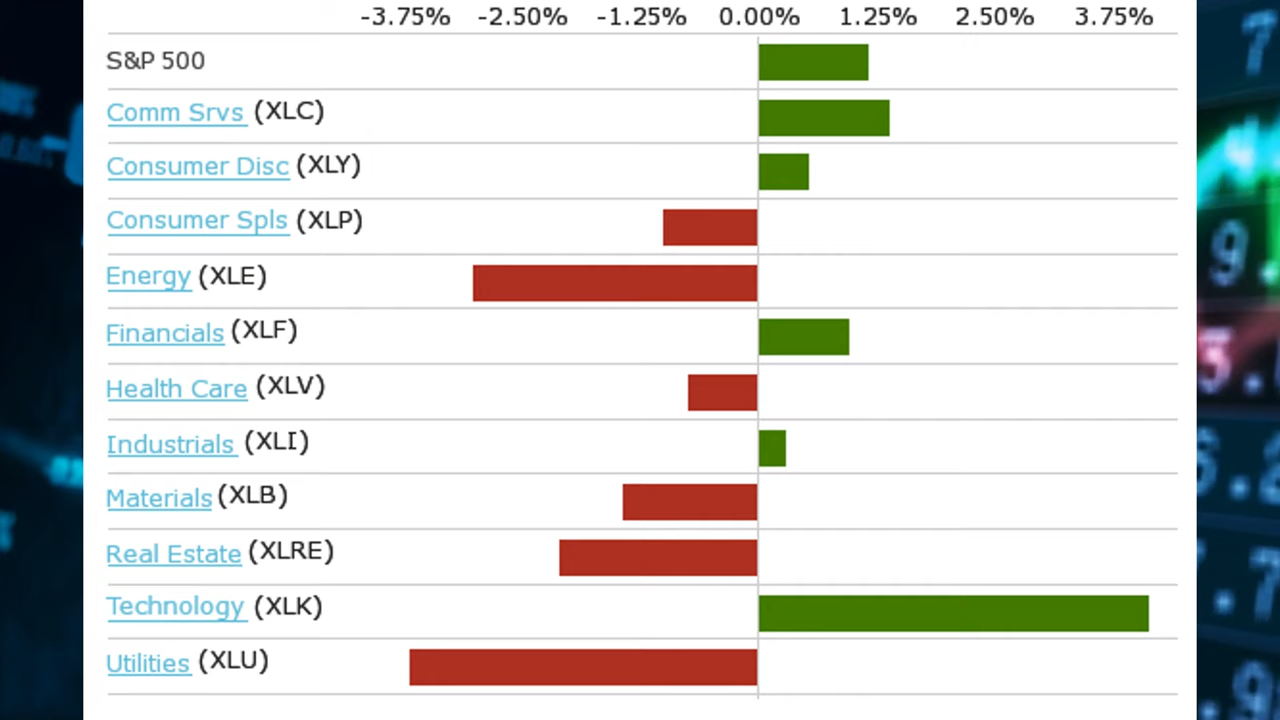 -3.75% -2.50% -1.25% 0.00% 1.25% 2.50% 3.75%
S&P 500
Comm Srvs (XLC)
Consumer Disc (XLY)
Consumer Spls (XLP)
Energy (XLE)
Financials (XLF)
Health Care (XLV)
Industrials (XLI)
Materials (XLB)
Real Estate (XLRE)
Technology (XLK)
Utilities (XLU)